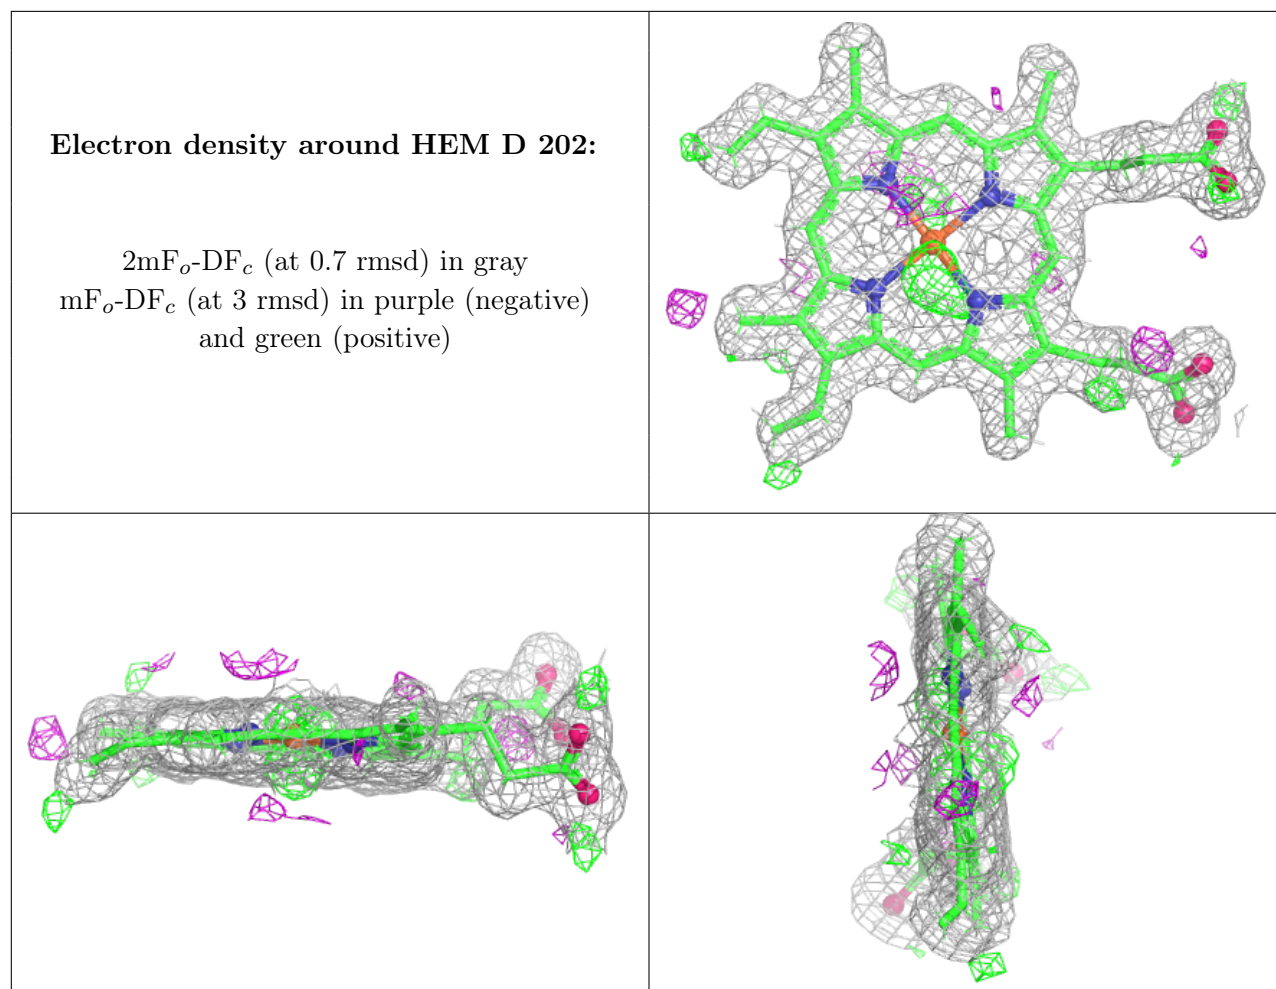 Electron density around HEM D 202:
2mFo-DFc (at 0.7 rmsd) in gray
mFo-DFc (at 3 rmsd) in purple (negative)
and green (positive)